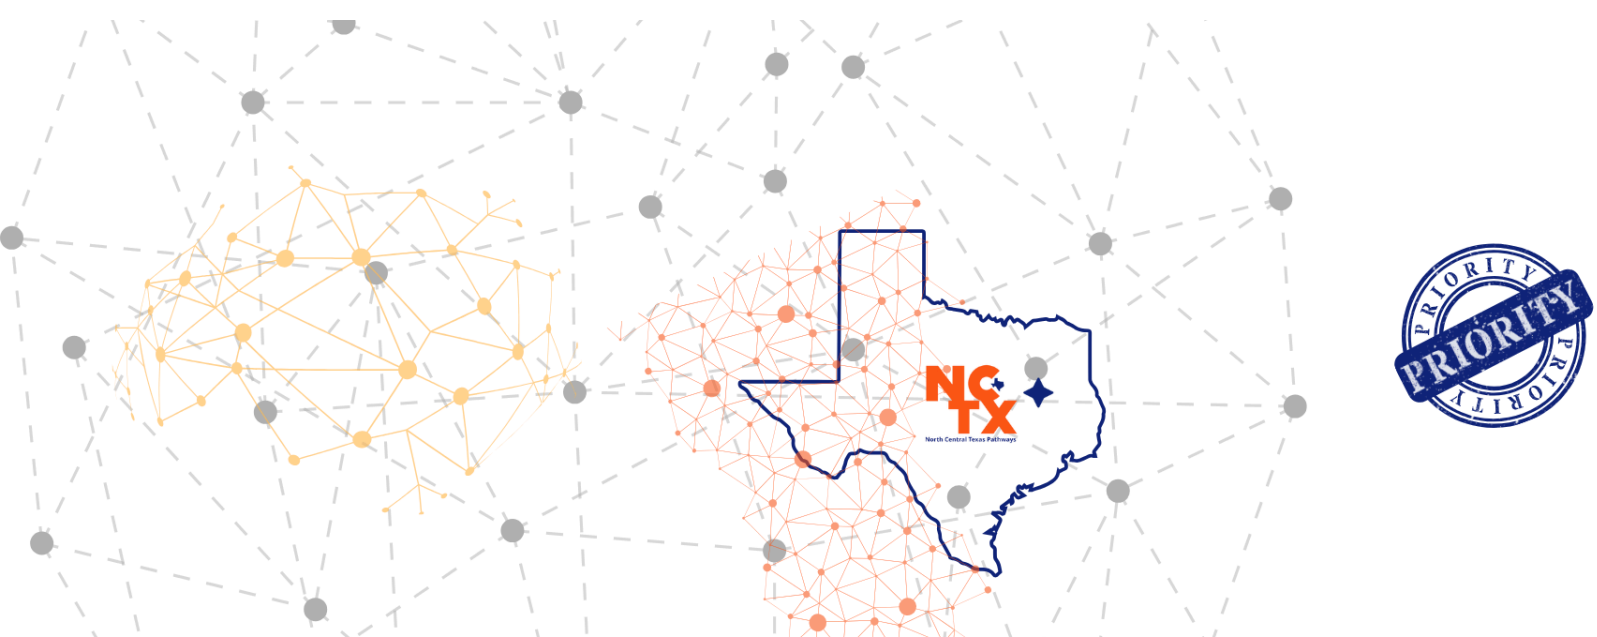 NC
TX
North Central Texas Pathways
PRIORITY
PRIORITY
PRIORITY
PRIORITY